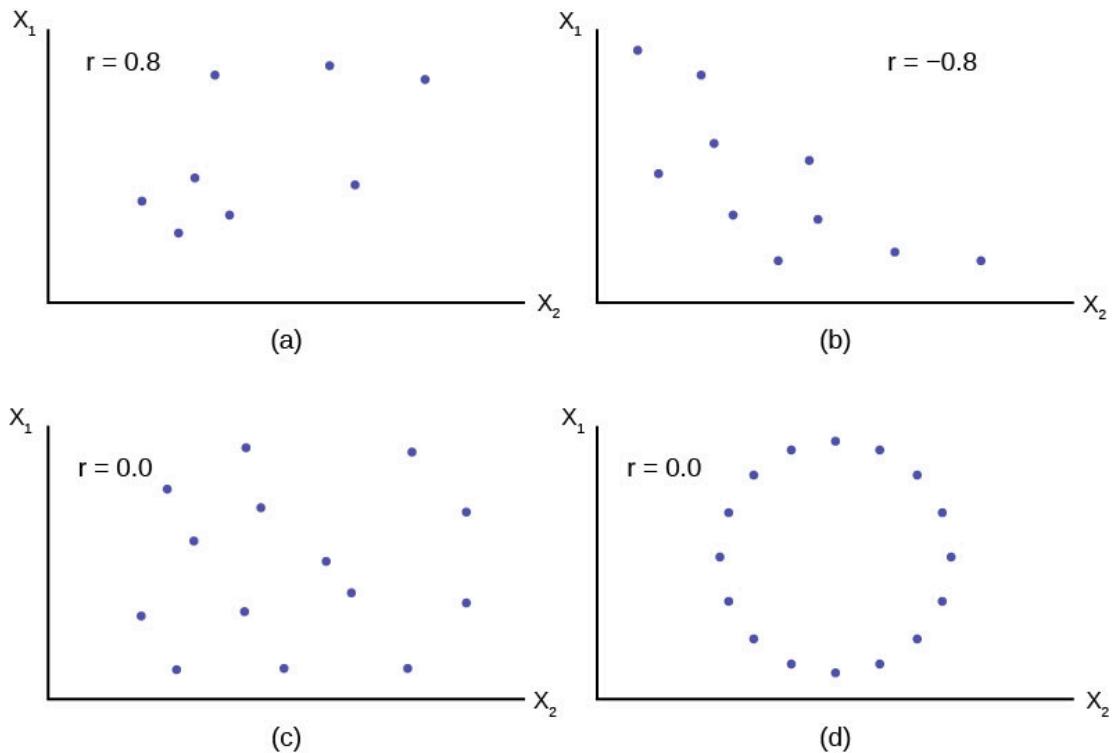 X₁
r = 0.8
X₂
(a)
X₁
r = −0.8
X₂
(b)
X₁
r = 0.0
X₂
(c)
X₁
r = 0.0
X₂
(d)